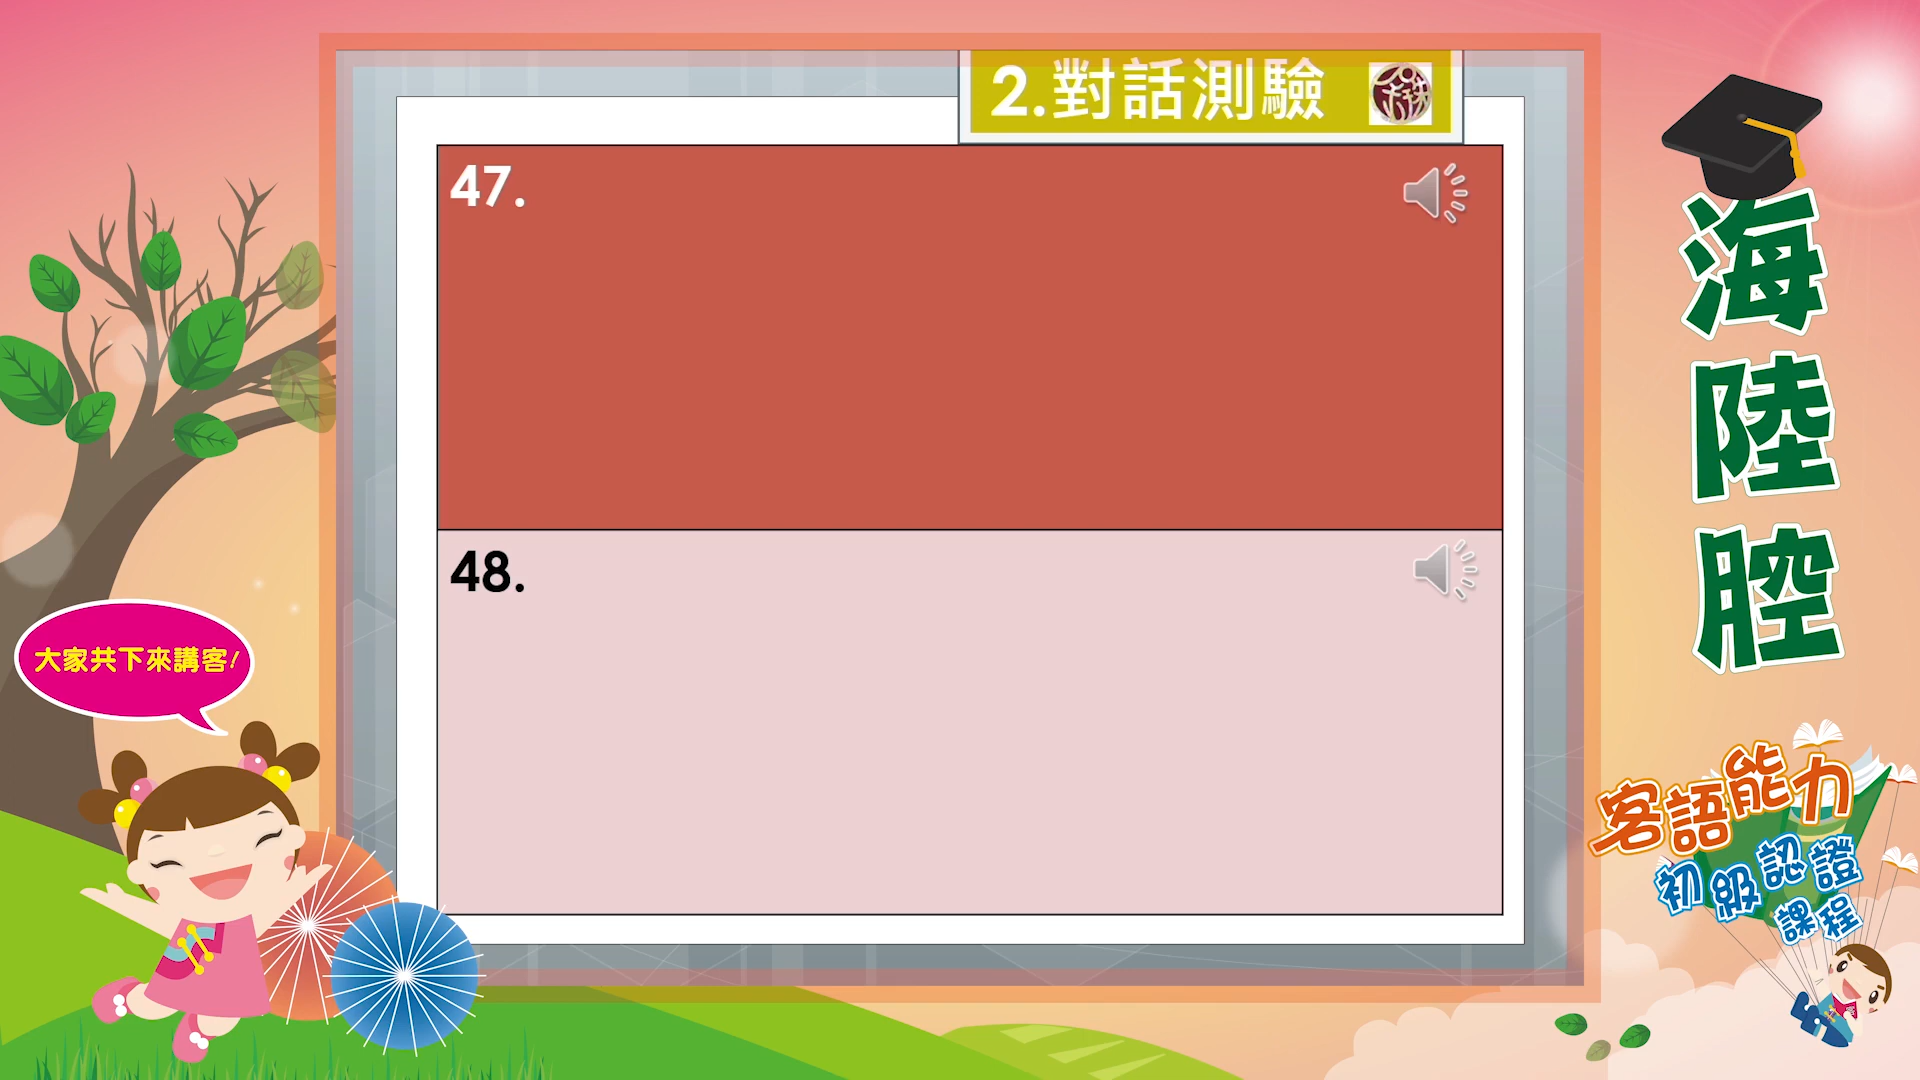 2.對話測驗
47.
48.
大家共下來講客!
海陸腔
客語能力
初級認證
課程